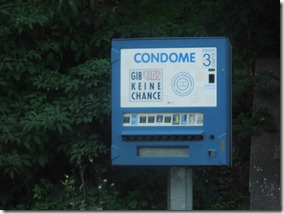 CONDOME
3
GIB AIDS
KEINE
CHANCE